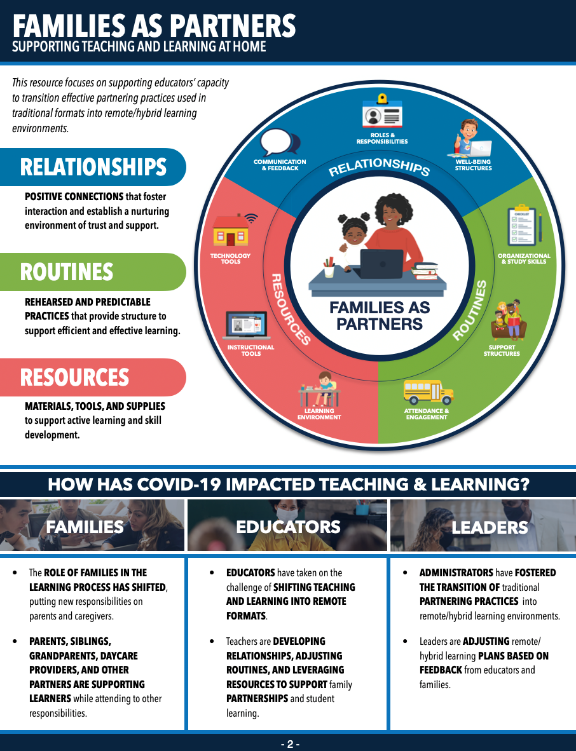 FAMILIES AS PARTNERS
SUPPORTING TEACHING AND LEARNING AT HOME
This resource focuses on supporting educators' capacity
to transition effective partnering practices used in
traditional formats into remote/hybrid learning
environments.
RELATIONSHIPS
POSITIVE CONNECTIONS that foster
interaction and establish a nurturing
environment of trust and support.
ROUTINES
REHEARSED AND PREDICTABLE
PRACTICES that provide structure to
support efficient and effective learning.
RESOURCES
MATERIALS, TOOLS, AND SUPPLIES
to support active learning and skill
development.
RELATIONSHIPS
COMMUNICATION
& FEEDBACK
ROLES &
RESPONSIBILITIES
WELL-BEING
STRUCTURES
ROUTINES
ORGANIZATIONAL
& STUDY SKILLS
SUPPORT
STRUCTURES
ATTENDANCE &
ENGAGEMENT
RESOURCES
LEARNING
ENVIRONMENT
INSTRUCTIONAL
TOOLS
TECHNOLOGY
TOOLS
FAMILIES AS
PARTNERS
HOW HAS COVID-19 IMPACTED TEACHING & LEARNING?
FAMILIES
• The ROLE OF FAMILIES IN THE
LEARNING PROCESS HAS SHIFTED,
putting new responsibilities on
parents and caregivers.
• PARENTS, SIBLINGS,
GRANDPARENTS, DAYCARE
PROVIDERS, AND OTHER
PARTNERS ARE SUPPORTING
LEARNERS while attending to other
responsibilities.
EDUCATORS
• EDUCATORS have taken on the
challenge of SHIFTING TEACHING
AND LEARNING INTO REMOTE
FORMATS.
• Teachers are DEVELOPING
RELATIONSHIPS, ADJUSTING
ROUTINES, AND LEVERAGING
RESOURCES TO SUPPORT family
PARTNERSHIPS and student
learning.
LEADERS
• ADMINISTRATORS have FOSTERED
THE TRANSITION OF traditional
PARTNERING PRACTICES into
remote/hybrid learning environments.
• Leaders are ADJUSTING remote/
hybrid learning PLANS BASED ON
FEEDBACK from educators and
families.
- 2 -